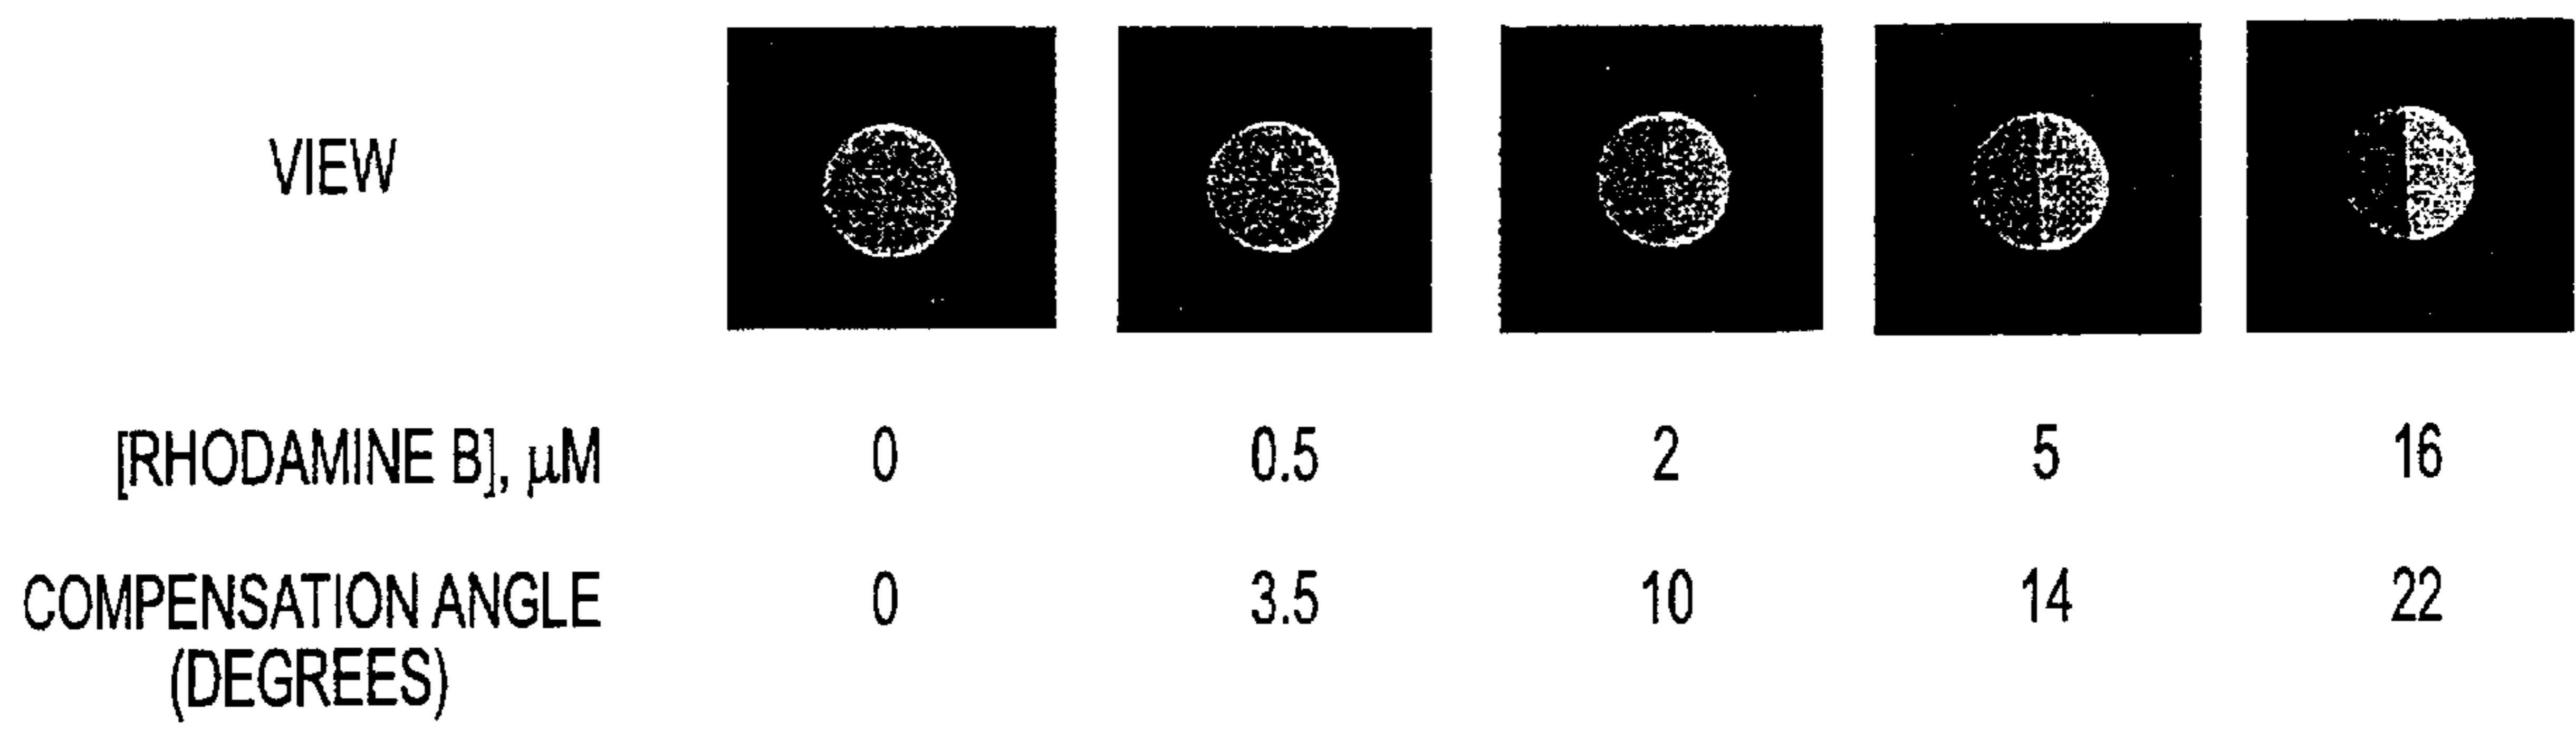 VIEW
[RHODAMINE B], μM 0 0.5 2 5 16
COMPENSATION ANGLE 0 3.5 10 14 22
(DEGREES)